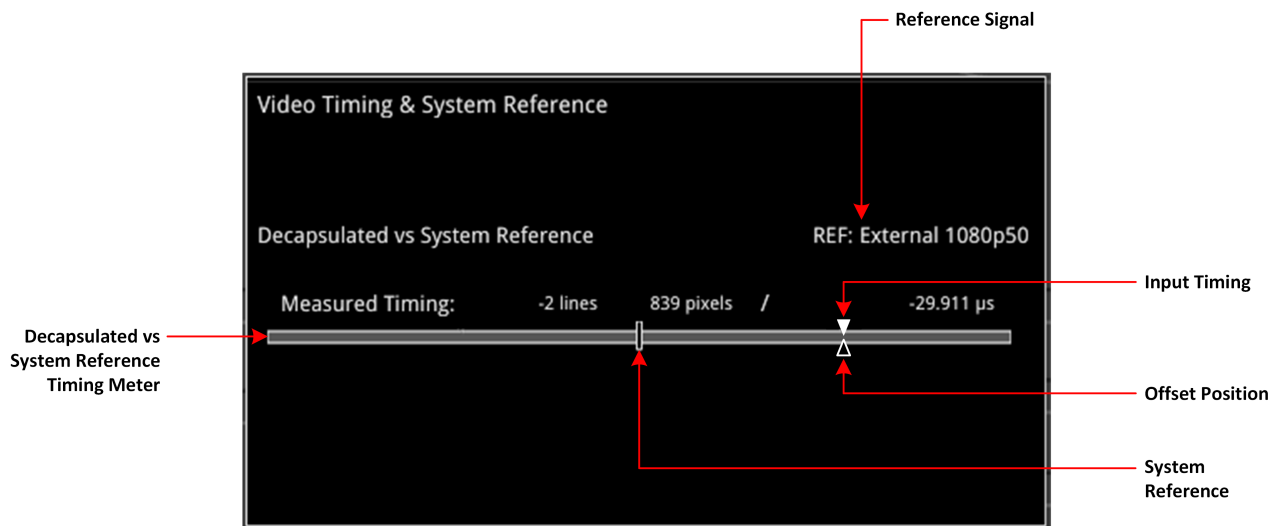 Reference Signal
Video Timing & System Reference
Decapsulated vs System Reference
REF: External 1080p50
Input Timing
Measured Timing: -2 lines 839 pixels / -29.911 µs
Decapsulated vs
System Reference
Timing Meter
Offset Position
System
Reference